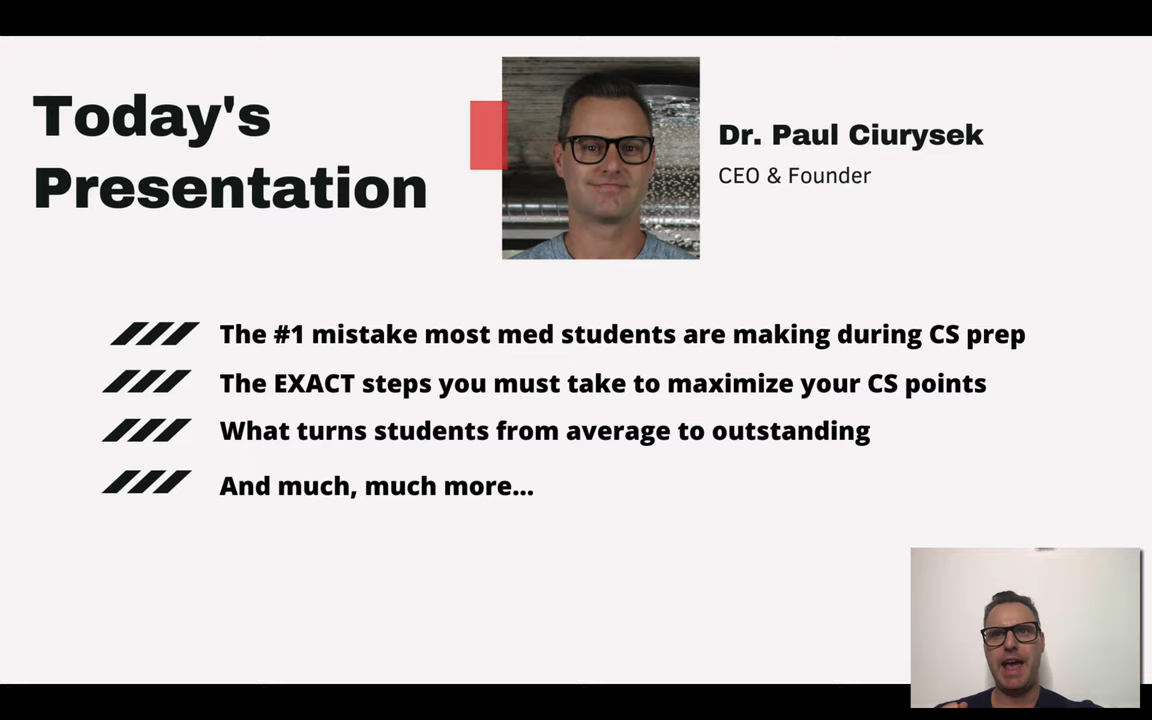 Today's
Presentation
Dr. Paul Ciurysek
CEO & Founder
The #1 mistake most med students are making during CS prep
The EXACT steps you must take to maximize your CS points
What turns students from average to outstanding
And much, much more...